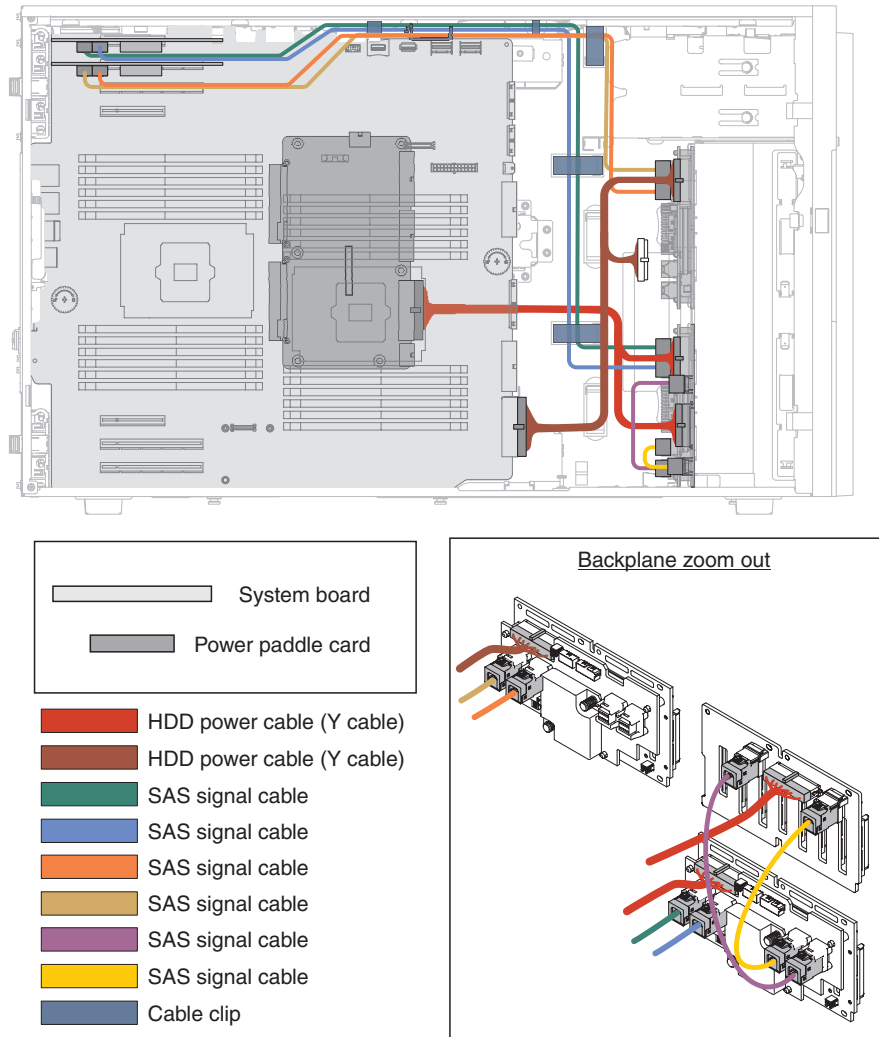 System board
Power paddle card
HDD power cable (Y cable)
HDD power cable (Y cable)
SAS signal cable
SAS signal cable
SAS signal cable
SAS signal cable
SAS signal cable
SAS signal cable
Cable clip
Backplane zoom out